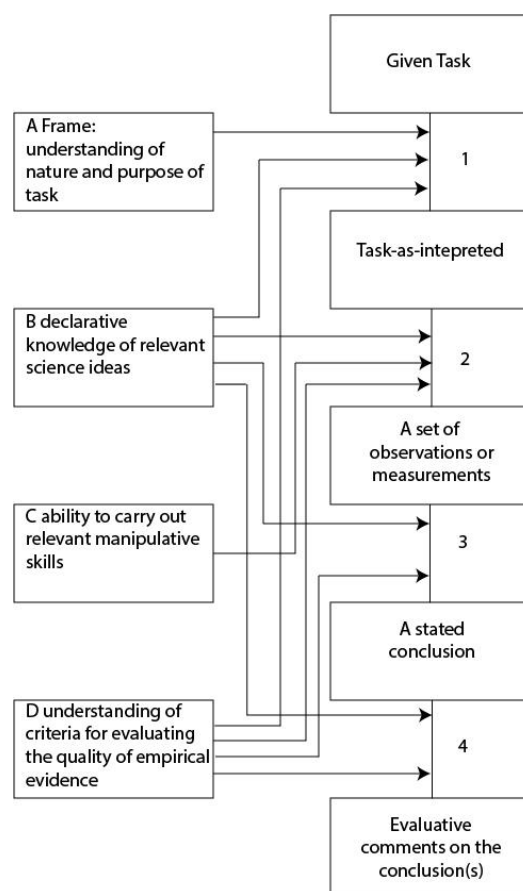 Given Task
A Frame:
understanding of
nature and purpose of
task
1
Task-as-intepreted
B declarative
knowledge of relevant
science ideas
2
A set of
observations or
measurements
C ability to carry out
relevant manipulative
skills
3
A stated
conclusion
D understanding of
criteria for evaluating
the quality of empirical
evidence
4
Evaluative
comments on the
conclusion(s)